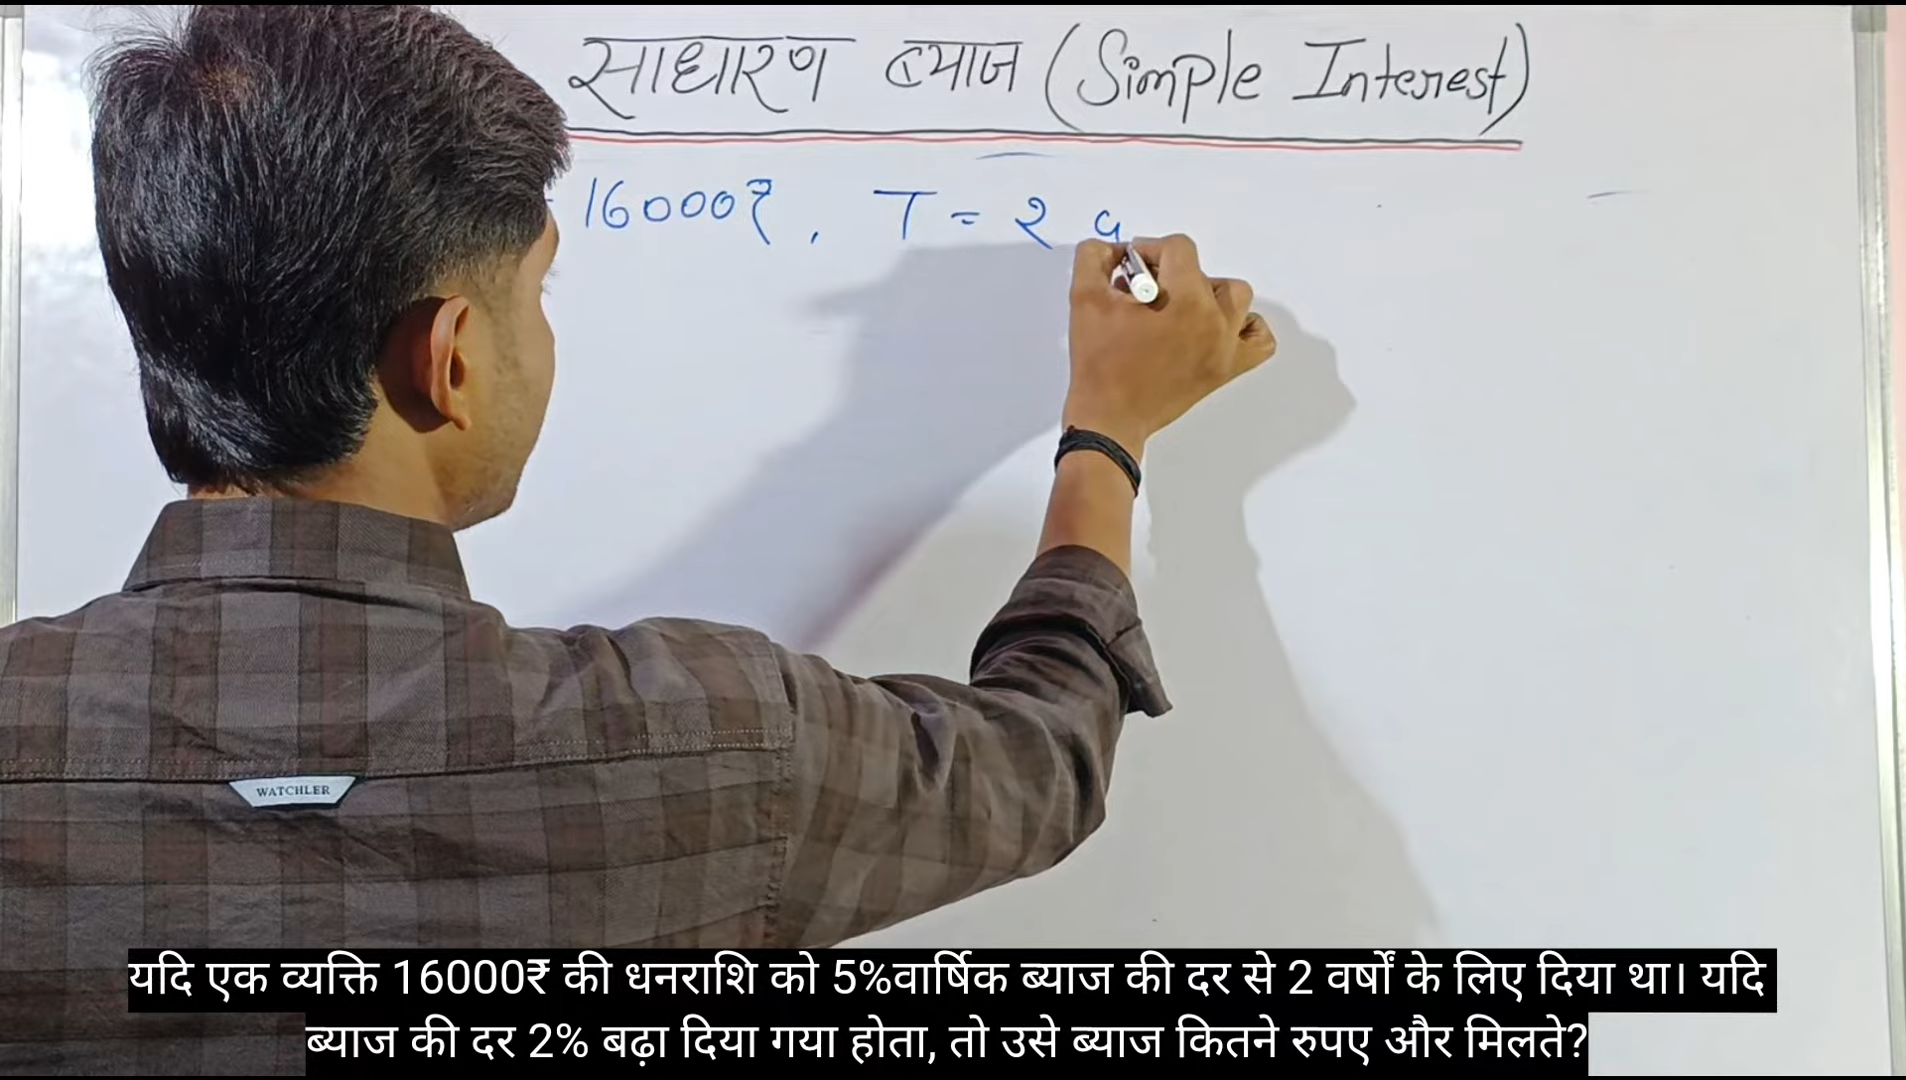 साधारण ब्याज (Simple Interest)
16000₹, T = 2 व
WATCHLER
यदि एक व्यक्ति 16000₹ की धनराशि को 5%वार्षिक ब्याज की दर से 2 वर्षों के लिए दिया था। यदि
ब्याज की दर 2% बढ़ा दिया गया होता, तो उसे ब्याज कितने रुपए और मिलते?